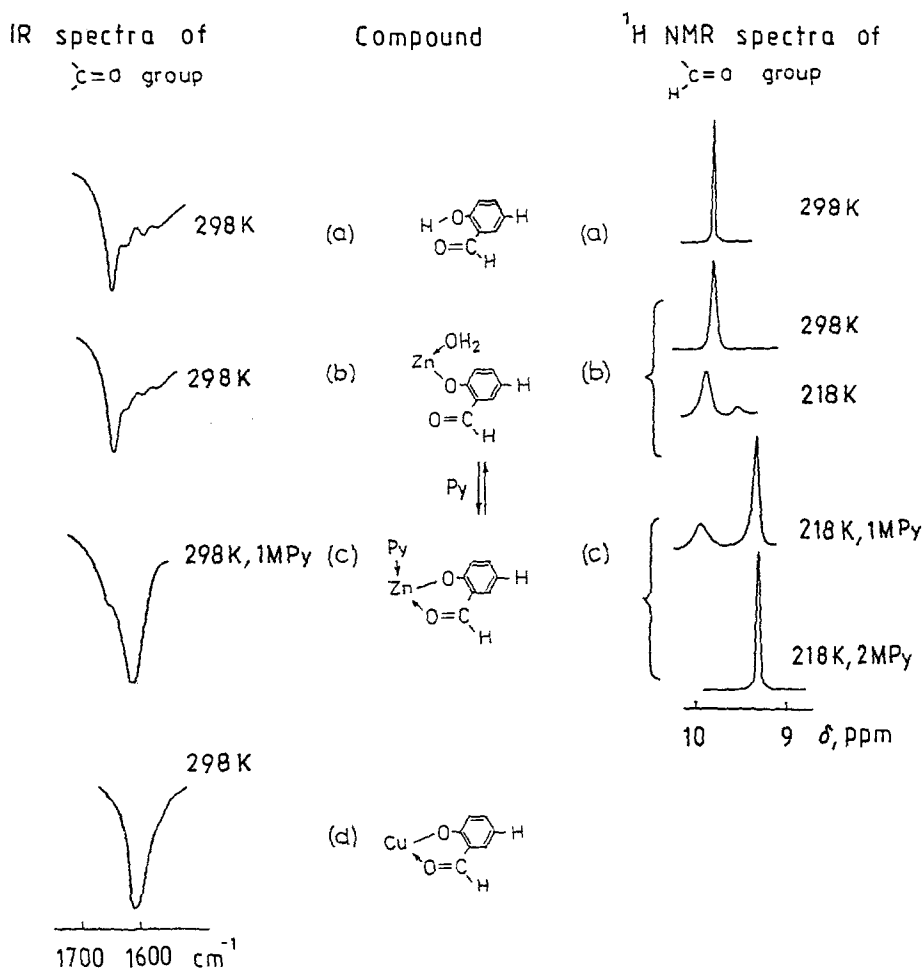 IR spectra of Compound ¹H NMR spectra of
C=O group H C=O group
298K (a) H O H (a) 298K
O=C H
298K
298K (b) Zn OH₂ O H (b)
O=C H 218K
Py
298K, 1MPy (c) Py Zn O H (c) 218K, 1MPy
O=C H
218K, 2MPy
10 9 δ, ppm
298K
(d) Cu O H
O=C H
1700 1600 cm⁻¹